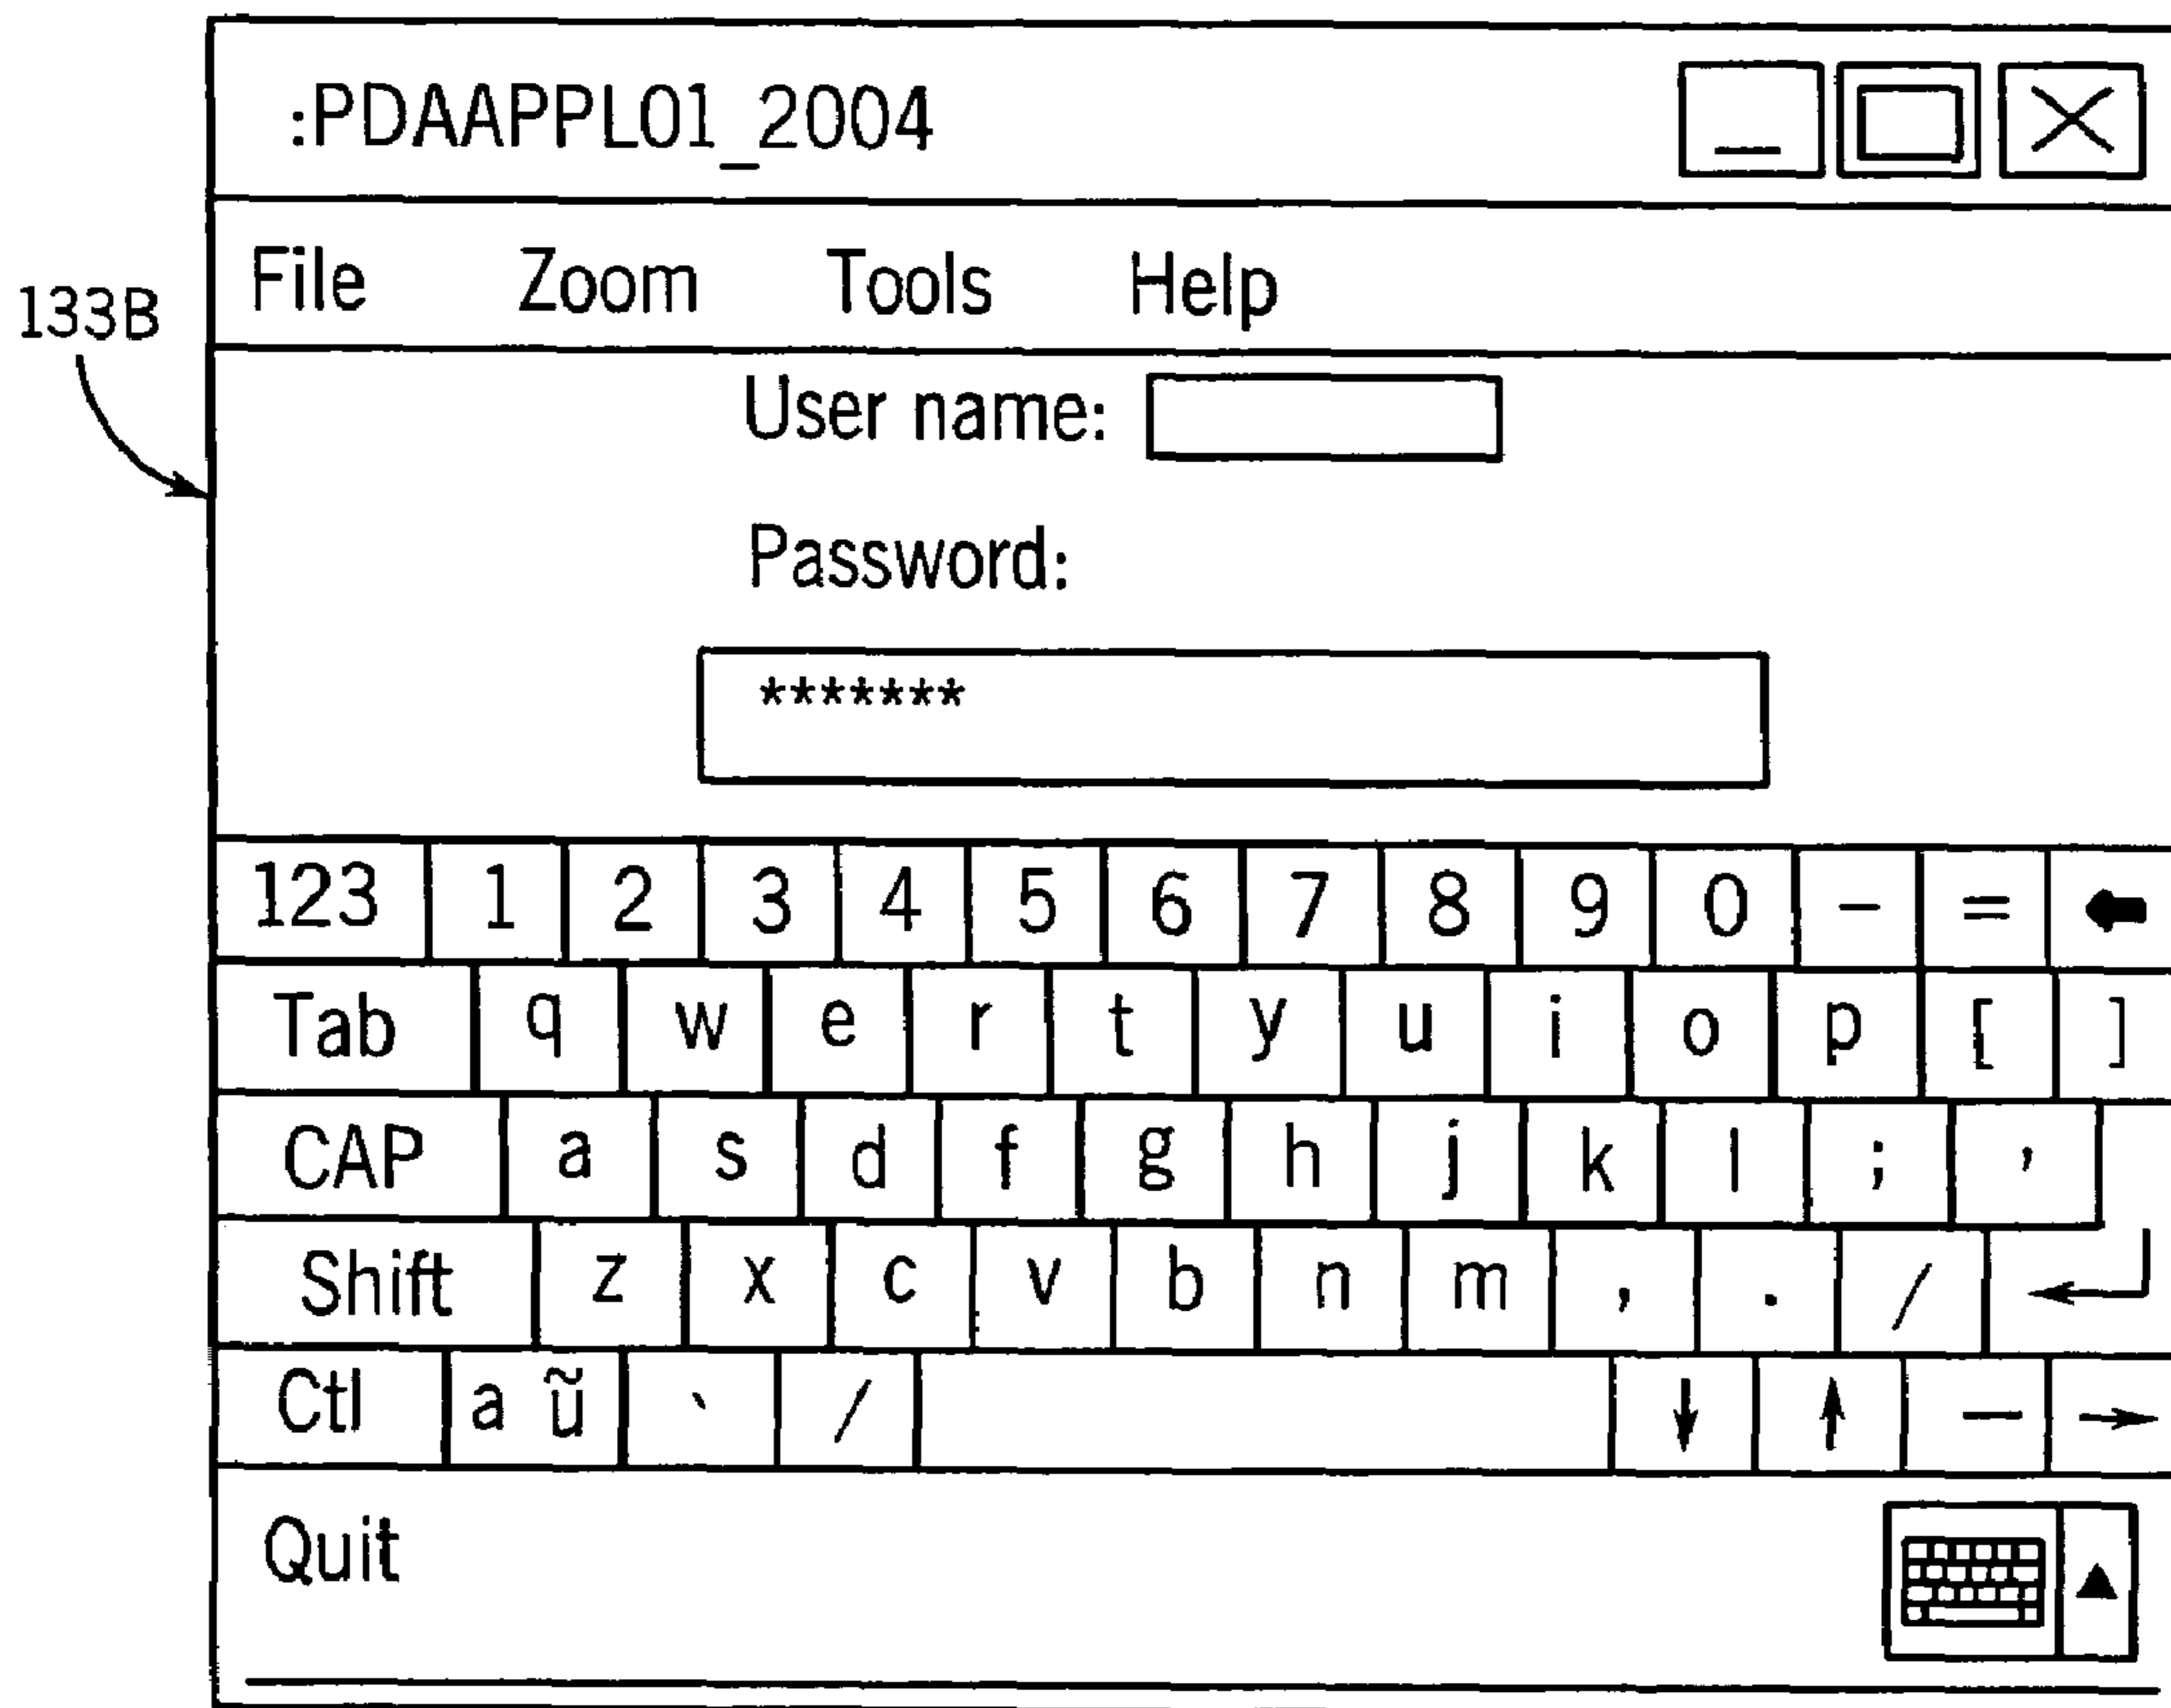 :PDAAPPL01_2004
File Zoom Tools Help
133B
User name:
Password:
*******
123 1 2 3 4 5 6 7 8 9 0 - =
Tab q w e r t y u i o p [ ]
CAP a s d f g h j k l ; ’
Shift z x c v b n m , . /
Ctl a ũ ` /
Quit